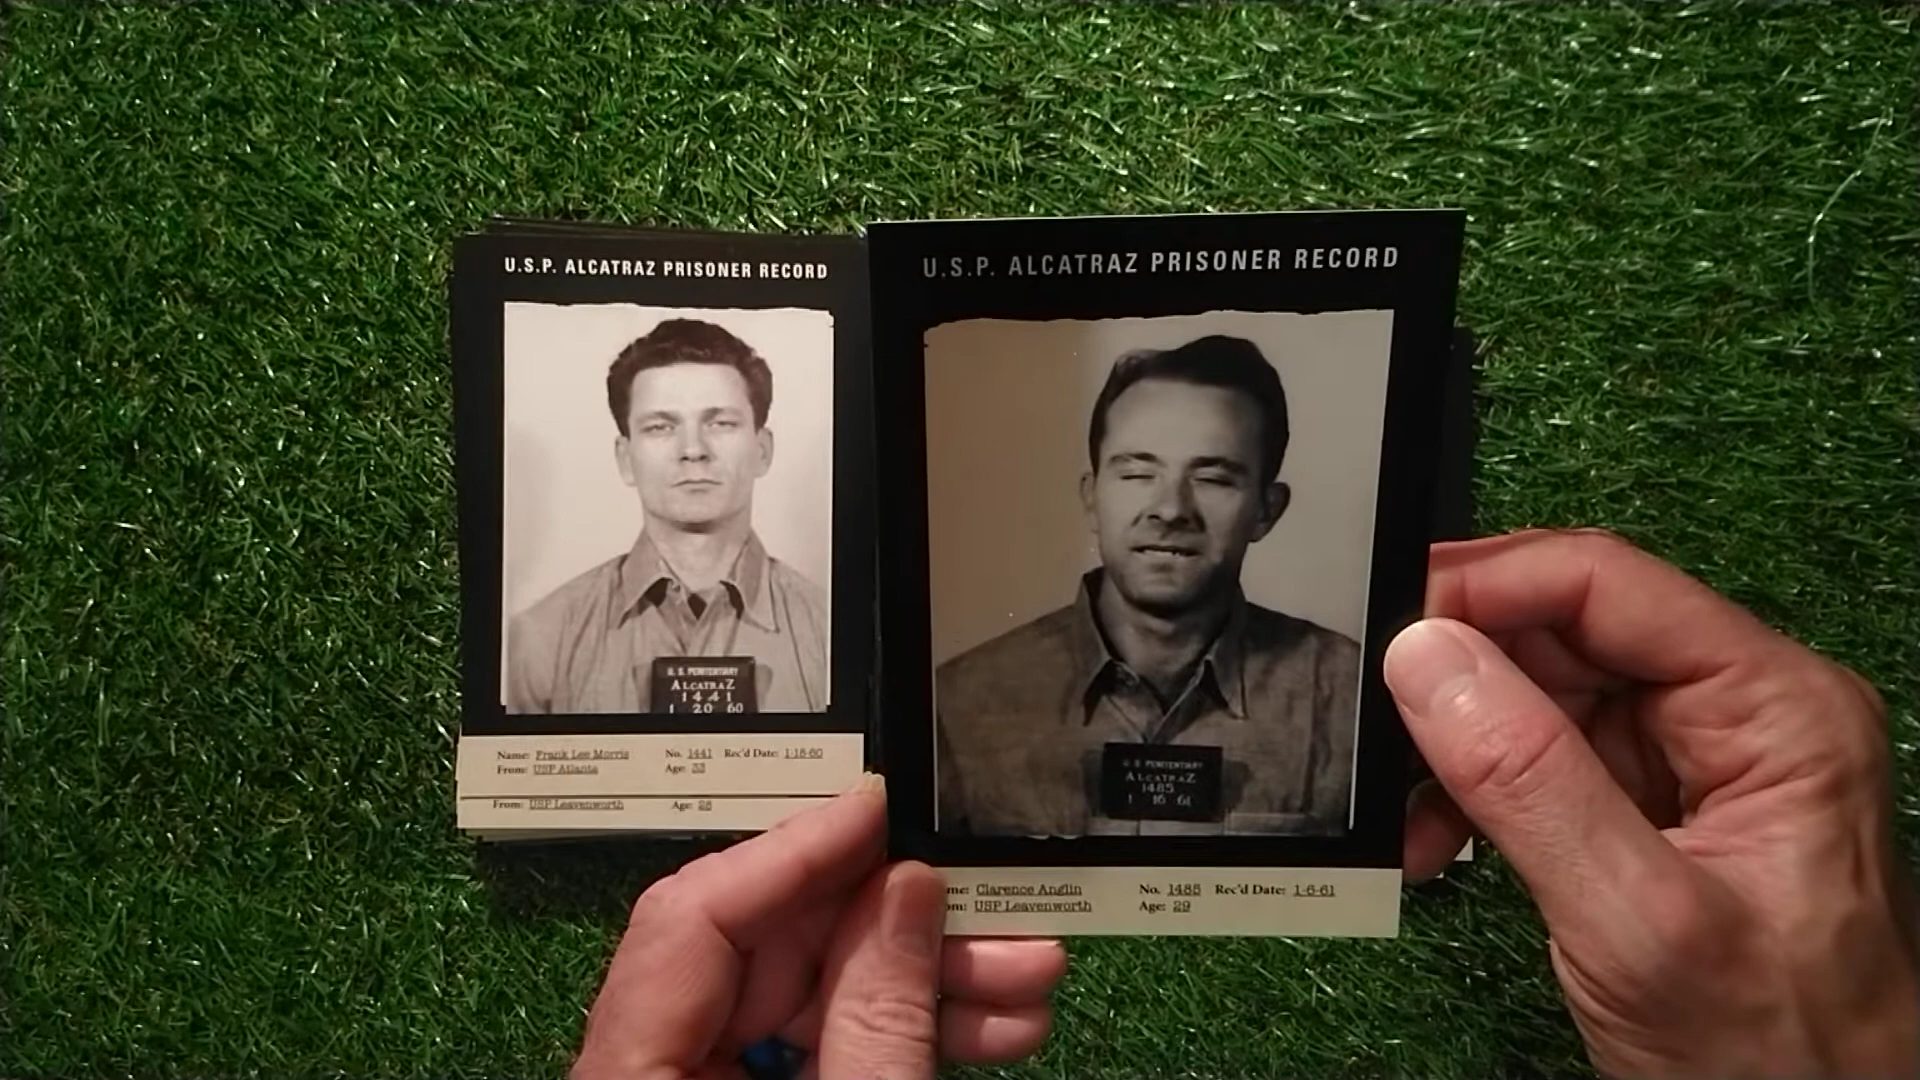 U.S.P. ALCATRAZ PRISONER RECORD
U. S. PENITENTIARY
ALCATRAZ
1441
1 20 60
Name: Frank Lee Morris No. 1441 Rec'd Date: 1-18-60
From: USP Atlanta Age: 33
From: USP Leavenworth Age: 28
U.S.P. ALCATRAZ PRISONER RECORD
U S PENITENTIARY
ALCATRAZ
1485
1 16 61
me: Clarence Anglin No. 1485 Rec'd Date: 1-6-61
om: USP Leavenworth Age: 29